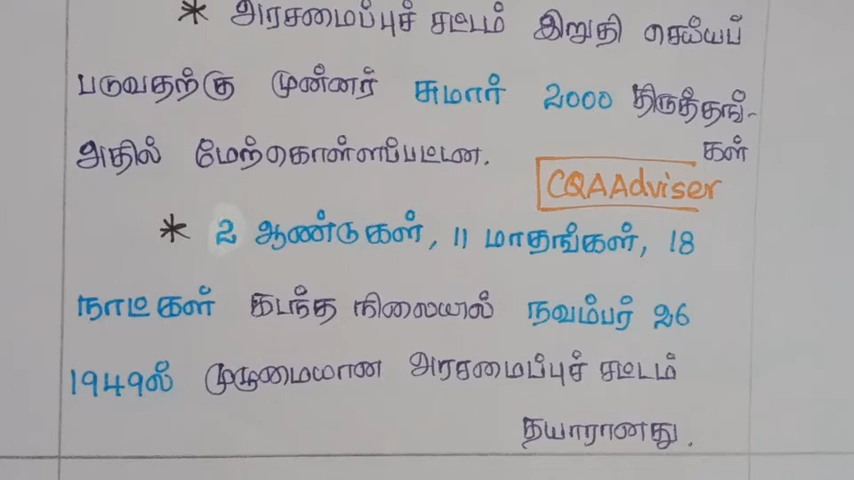 * அரசமைப்புச் சட்டம் இறுதி செய்யப்
படுவதற்கு முன்னர் சுமார் 2000 திருத்தங்-
அதில் மேற்கொள்ளப்பட்டன. கள்
CQAAdviser
* 2 ஆண்டுகள், 11 மாதங்கள், 18
நாட்கள் கடந்த நிலையில் நவம்பர் 26
1949ல் முழுமையான அரசமைப்புச் சட்டம்
தயாரானது.